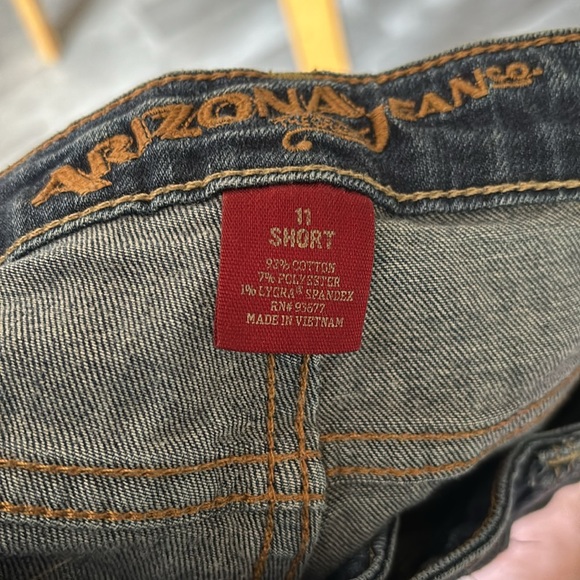 ARIZONA JEAN CO.
11
SHORT
92% COTTON
7% POLYESTER
1% LYCRA® SPANDEX
RN# 93677
MADE IN VIETNAM